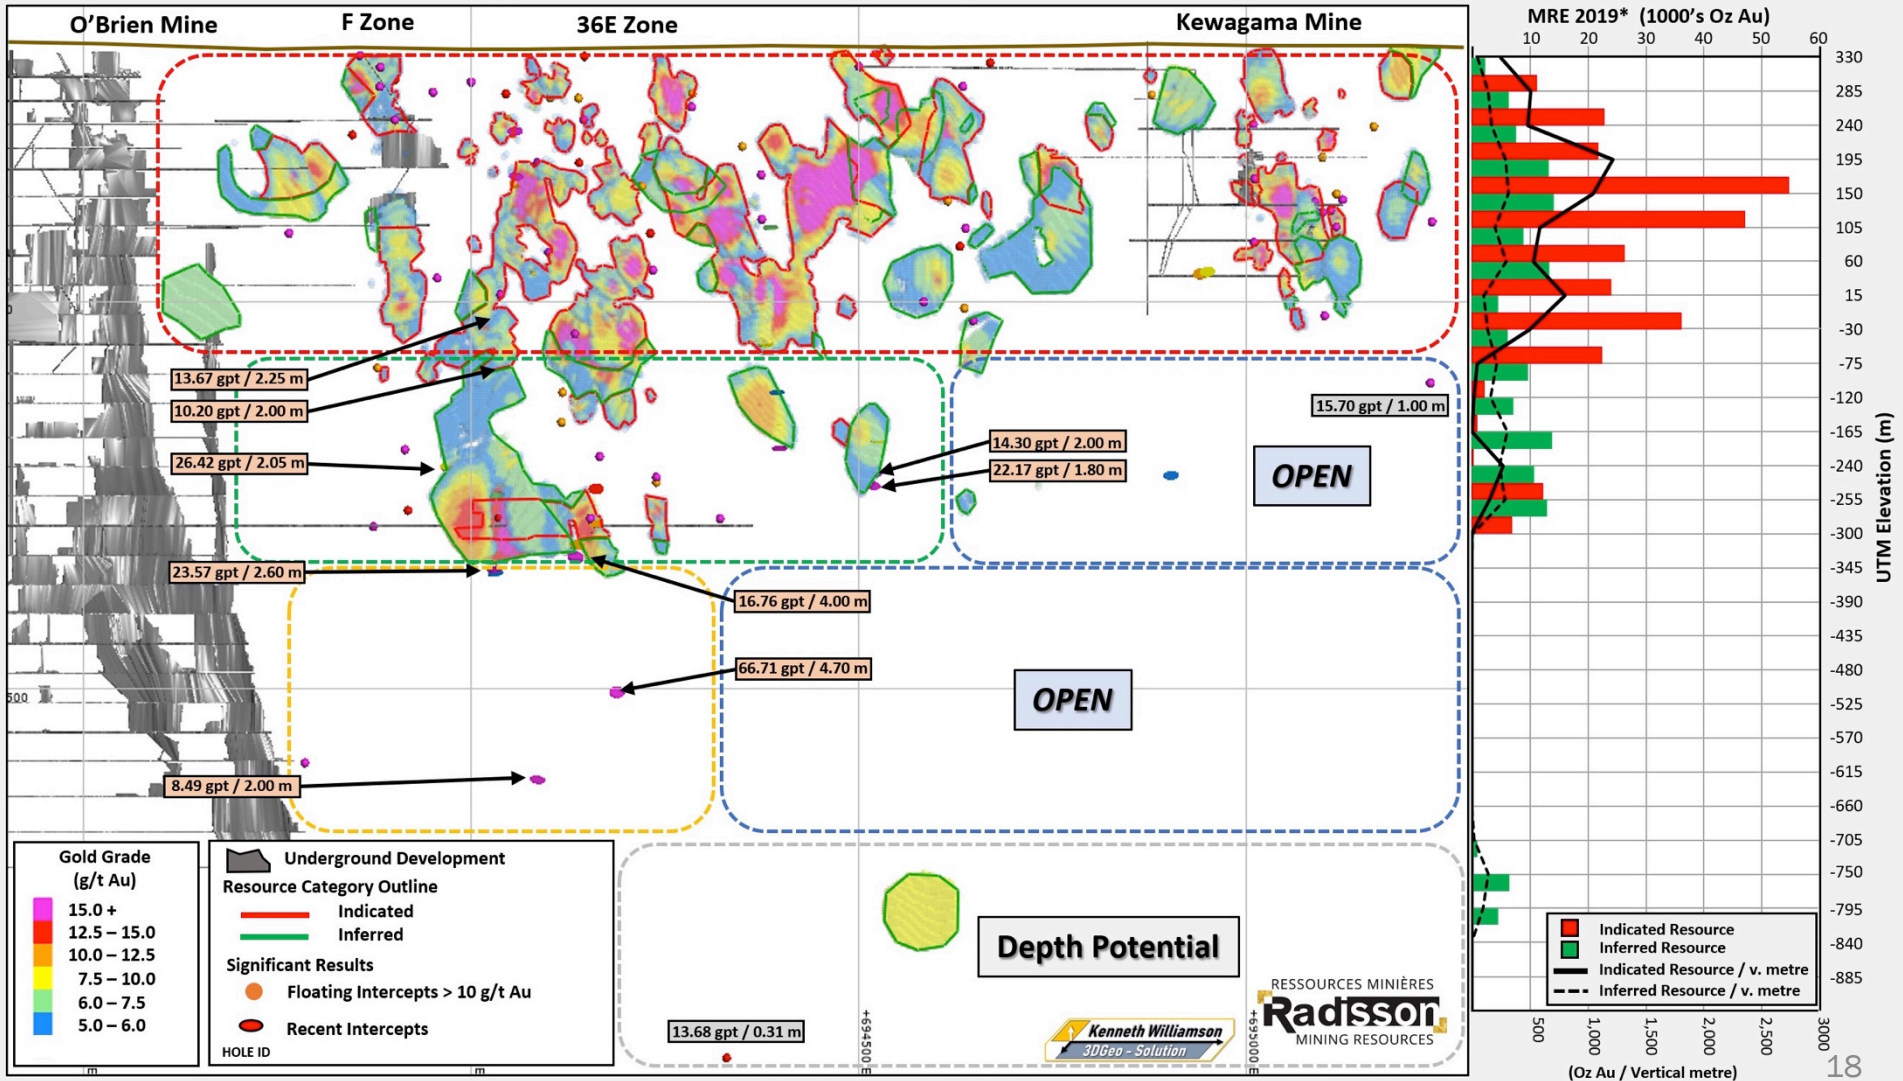 O'Brien Mine
F Zone
36E Zone
Kewagama Mine
MRE 2019* (1000's Oz Au)
10 20 30 40 50 60
330
285
240
195
150
105
60
15
-30
-75
-120
-165
-240
-255
-300
-345
-390
-435
-480
-525
-570
-615
-660
-705
-750
-795
-840
-885
UTM Elevation (m)
13.67 gpt / 2.25 m
10.20 gpt / 2.00 m
26.42 gpt / 2.05 m
23.57 gpt / 2.60 m
8.49 gpt / 2.00 m
14.30 gpt / 2.00 m
22.17 gpt / 1.80 m
15.70 gpt / 1.00 m
OPEN
16.76 gpt / 4.00 m
66.71 gpt / 4.70 m
OPEN
Depth Potential
13.68 gpt / 0.31 m
0
500
Gold Grade
(g/t Au)
15.0 +
12.5 – 15.0
10.0 – 12.5
7.5 – 10.0
6.0 – 7.5
5.0 – 6.0
Underground Development
Resource Category Outline
Indicated
Inferred
Significant Results
Floating Intercepts > 10 g/t Au
Recent Intercepts
HOLE ID
E
E
+694500 E
+695000 E
Kenneth Williamson
3DGeo - Solution
RESSOURCES MINIÈRES
Radisson
MINING RESOURCES
Indicated Resource
Inferred Resource
Indicated Resource / v. metre
Inferred Resource / v. metre
500 1,000 1,500 2,000 2,500 3000
(Oz Au / Vertical metre)
18